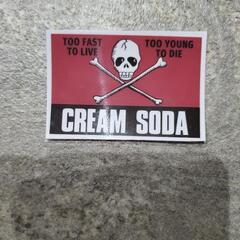 TOO FAST
TO LIVE
TOO YOUNG
TO DIE
CREAM SODA